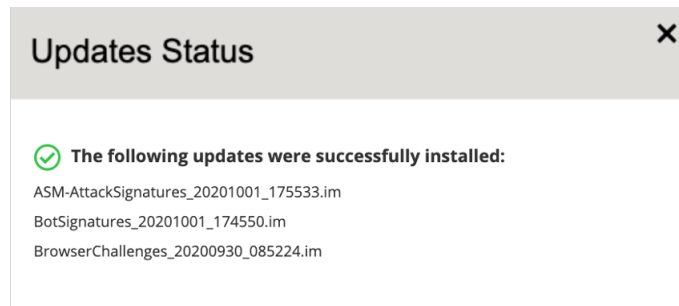 Updates Status
The following updates were successfully installed:
ASM-AttackSignatures_20201001_175533.im
BotSignatures_20201001_174550.im
BrowserChallenges_20200930_085224.im